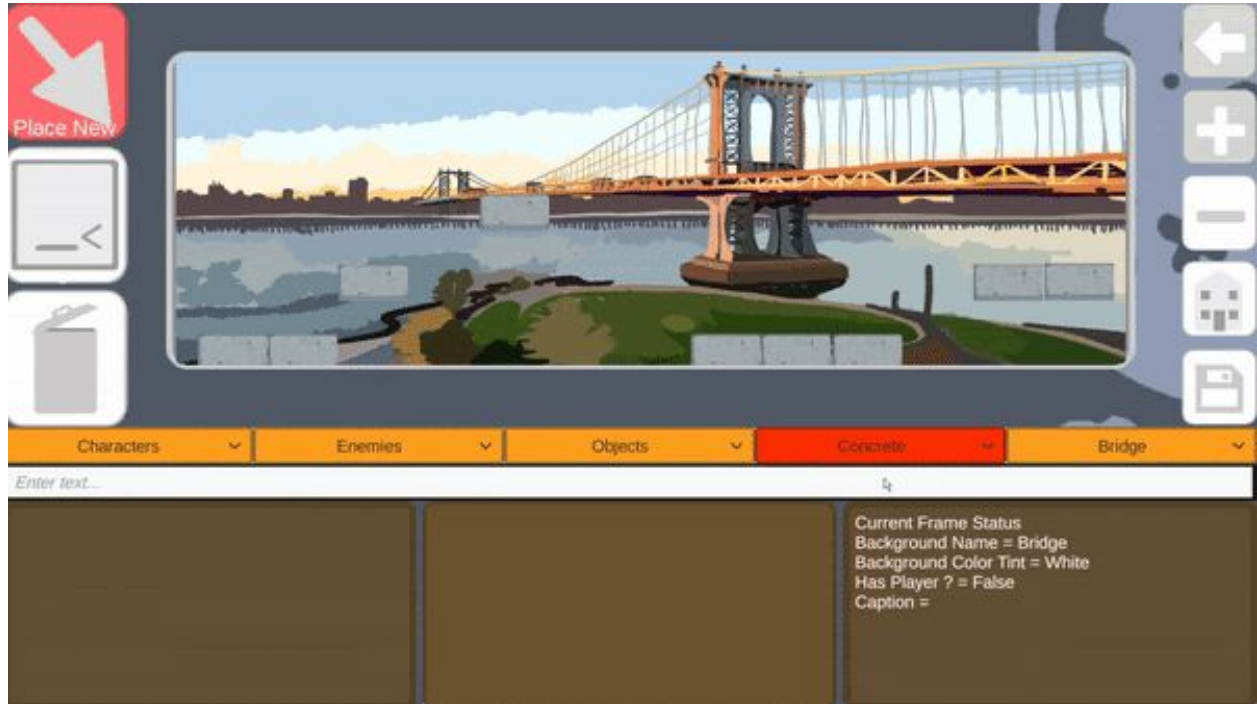 Place New
Characters
Enemies
Objects
Concrete
Bridge
Enter text...
Current Frame Status
Background Name = Bridge
Background Color Tint = White
Has Player ? = False
Caption =